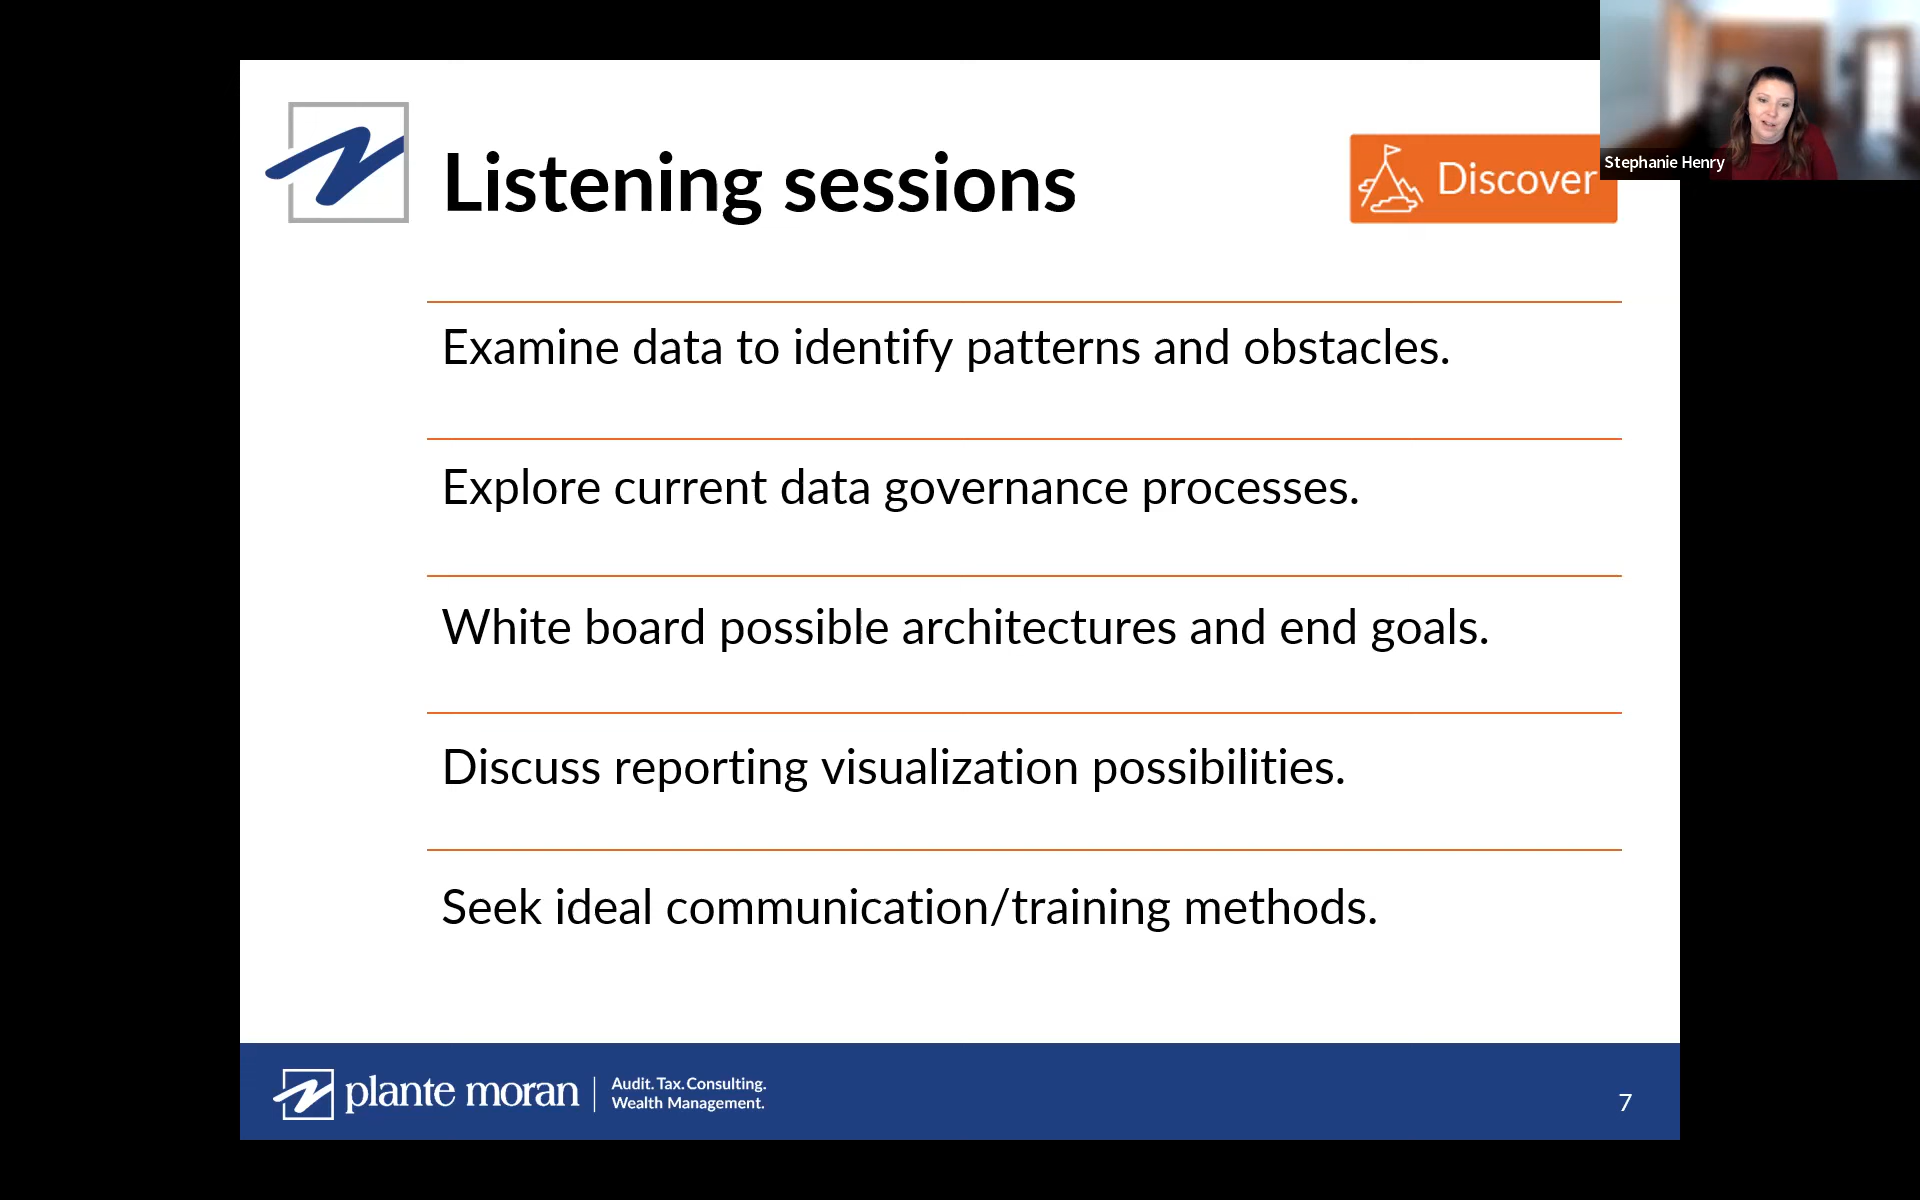 Listening sessions
Discover
Stephanie Henry
Examine data to identify patterns and obstacles.
Explore current data governance processes.
White board possible architectures and end goals.
Discuss reporting visualization possibilities.
Seek ideal communication/training methods.
plante moran
Audit. Tax. Consulting.
Wealth Management.
7